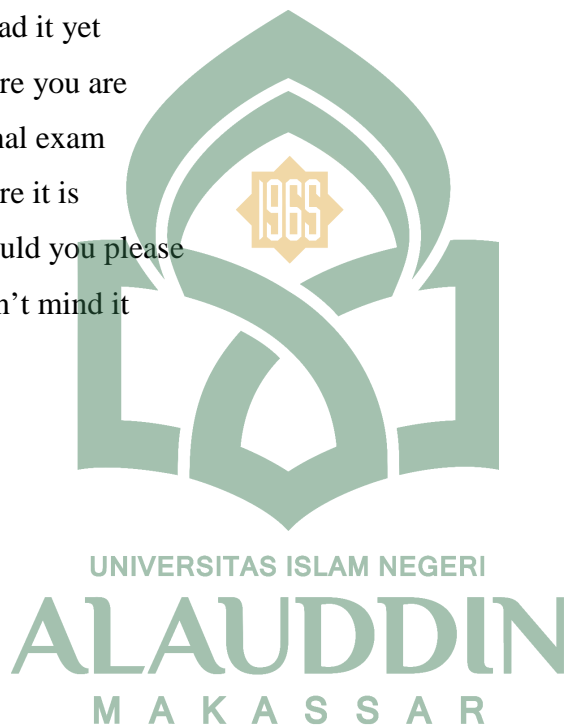 ad it yet
re you are
nal exam
re it is
uld you please
n't mind it
1965
UNIVERSITAS ISLAM NEGERI
ALAUDDIN
MAKASSAR